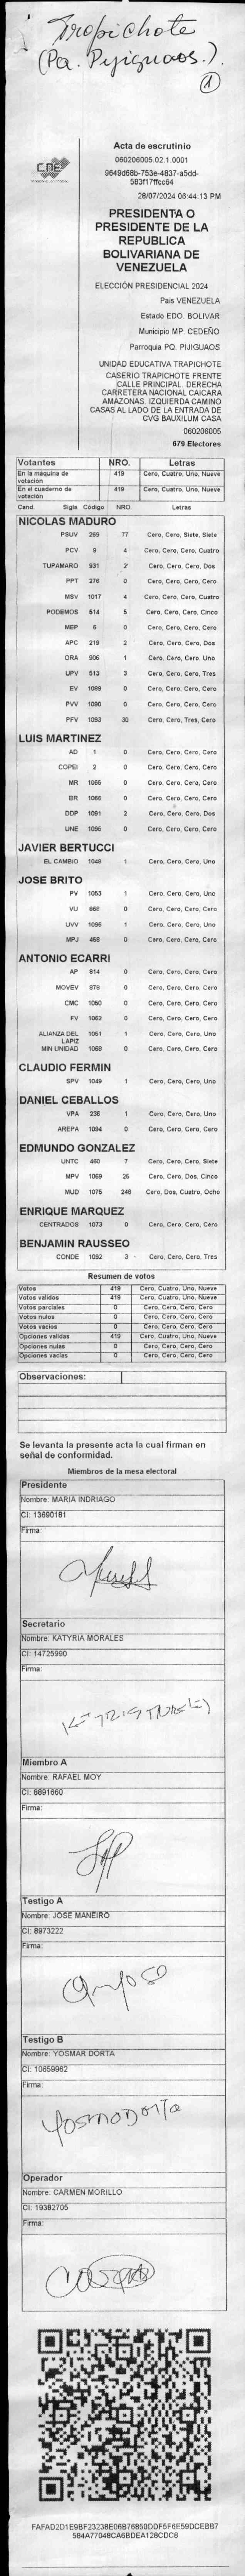 Tropichote
(Pa. Pijiguaos.).
1
CNE
Acta de escrutinio
060206005.02.1.0001
9649d68b-753e-4837-a5dd-
583f17ffcc64
28/07/2024 06:44:13 PM
PRESIDENTA O
PRESIDENTE DE LA
REPUBLICA
BOLIVARIANA DE
VENEZUELA
ELECCIÓN PRESIDENCIAL 2024
País VENEZUELA
Estado EDO. BOLIVAR
Municipio MP. CEDEÑO
Parroquia PQ. PIJIGUAOS
UNIDAD EDUCATIVA TRAPICHOTE
CASERIO TRAPICHOTE FRENTE
CALLE PRINCIPAL. DERECHA
CARRETERA NACIONAL CAICARA
AMAZONAS. IZQUIERDA CAMINO
CASAS AL LADO DE LA ENTRADA DE
CVG BAUXILUM CASA
060206005
679 Electores
Votantes NRO. Letras
En la maquina de votación 419 Cero, Cuatro, Uno, Nueve
En el cuaderno de votación 419 Cero, Cuatro, Uno, Nueve
Cand. Sigla Código NRO. Letras
NICOLAS MADURO
PSUV 269 77 Cero, Cero, Siete, Siete
PCV 9 4 Cero, Cero, Cero, Cuatro
TUPAMARO 931 2 Cero, Cero, Cero, Dos
PPT 276 0 Cero, Cero, Cero, Cero
MSV 1017 4 Cero, Cero, Cero, Cuatro
PODEMOS 514 5 Cero, Cero, Cero, Cinco
MEP 6 0 Cero, Cero, Cero, Cero
APC 219 2 Cero, Cero, Cero, Dos
ORA 906 1 Cero, Cero, Cero, Uno
UPV 513 3 Cero, Cero, Cero, Tres
EV 1089 0 Cero, Cero, Cero, Cero
PVV 1090 0 Cero, Cero, Cero, Cero
PFV 1093 30 Cero, Cero, Tres, Cero
LUIS MARTINEZ
AD 1 0 Cero, Cero, Cero, Cero
COPEI 2 0 Cero, Cero, Cero, Cero
MR 1065 0 Cero, Cero, Cero, Cero
BR 1066 0 Cero, Cero, Cero, Cero
DDP 1091 2 Cero, Cero, Cero, Dos
UNE 1095 0 Cero, Cero, Cero, Cero
JAVIER BERTUCCI
EL CAMBIO 1048 1 Cero, Cero, Cero, Uno
JOSE BRITO
PV 1053 1 Cero, Cero, Cero, Uno
VU 968 0 Cero, Cero, Cero, Cero
UVV 1096 1 Cero, Cero, Cero, Uno
MPJ 458 0 Cero, Cero, Cero, Cero
ANTONIO ECARRI
AP 814 0 Cero, Cero, Cero, Cero
MOVEV 978 0 Cero, Cero, Cero, Cero
CMC 1050 0 Cero, Cero, Cero, Cero
FV 1062 0 Cero, Cero, Cero, Cero
ALIANZA DEL LAPIZ 1051 1 Cero, Cero, Cero, Uno
MIN UNIDAD 1068 0 Cero, Cero, Cero, Cero
CLAUDIO FERMIN
SPV 1049 1 Cero, Cero, Cero, Uno
DANIEL CEBALLOS
VPA 236 1 Cero, Cero, Cero, Uno
AREPA 1094 0 Cero, Cero, Cero, Cero
EDMUNDO GONZALEZ
UNTC 460 7 Cero, Cero, Cero, Siete
MPV 1069 25 Cero, Cero, Dos, Cinco
MUD 1075 248 Cero, Dos, Cuatro, Ocho
ENRIQUE MARQUEZ
CENTRADOS 1073 0 Cero, Cero, Cero, Cero
BENJAMIN RAUSSEO
CONDE 1092 3 Cero, Cero, Cero, Tres
Resumen de votos
Votos 419 Cero, Cuatro, Uno, Nueve
Votos validos 419 Cero, Cuatro, Uno, Nueve
Votos parciales 0 Cero, Cero, Cero, Cero
Votos nulos 0 Cero, Cero, Cero, Cero
Votos vacios 0 Cero, Cero, Cero, Cero
Opciones validas 419 Cero, Cuatro, Uno, Nueve
Opciones nulas 0 Cero, Cero, Cero, Cero
Opciones vacias 0 Cero, Cero, Cero, Cero
Observaciones:
Se levanta la presente acta la cual firman en
señal de conformidad.
Miembros de la mesa electoral
Presidente
Nombre: MARIA INDRIAGO
CI: 13690181
Firma:
Secretario
Nombre: KATYRIA MORALES
CI: 14725990
Firma:
Miembro A
Nombre: RAFAEL MOY
CI: 8891660
Firma:
Testigo A
Nombre: JOSE MANEIRO
CI: 8973222
Firma:
Testigo B
Nombre: YOSMAR DORTA
CI: 10659962
Firma:
Operador
Nombre: CARMEN MORILLO
CI: 19382705
Firma:
FAFAD2D1E9BF23238E06B76B50DDF5F6E59DCEBB7
584A77048CA6BDEA128CDC6